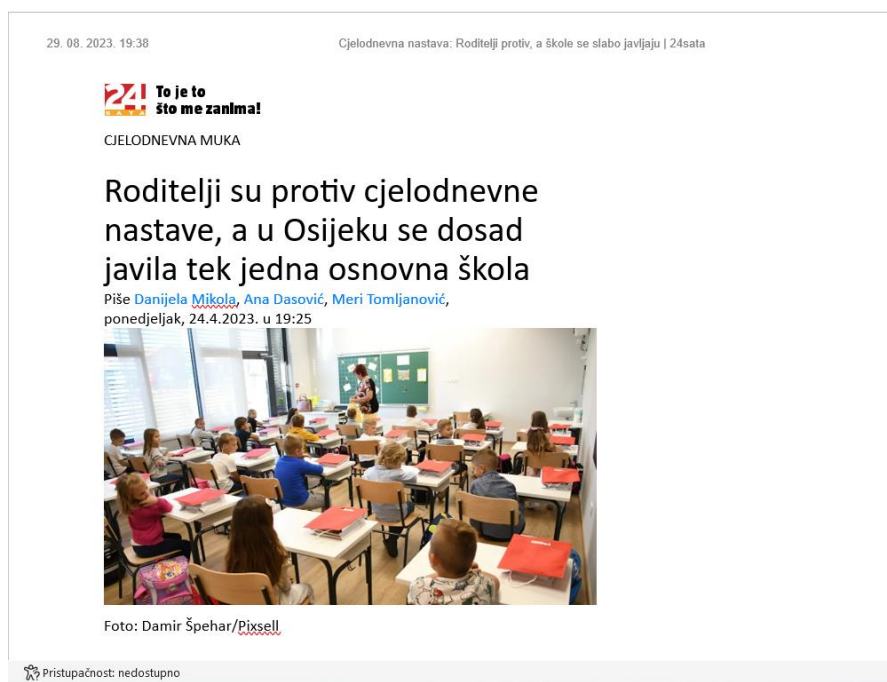 29. 08. 2023. 19:38
Cjelodnevna nastava: Roditelji protiv, a škole se slabo javljaju | 24sata
24 SATA
To je to
što me zanima!
CJELODNEVNA MUKA
Roditelji su protiv cjelodnevne
nastave, a u Osijeku se dosad
javila tek jedna osnovna škola
Piše Danijela Mikola, Ana Dasović, Meri Tomljanović,
ponedjeljak, 24.4.2023. u 19:25
Foto: Damir Špehar/Pixsell
Pristupačnost: nedostupno